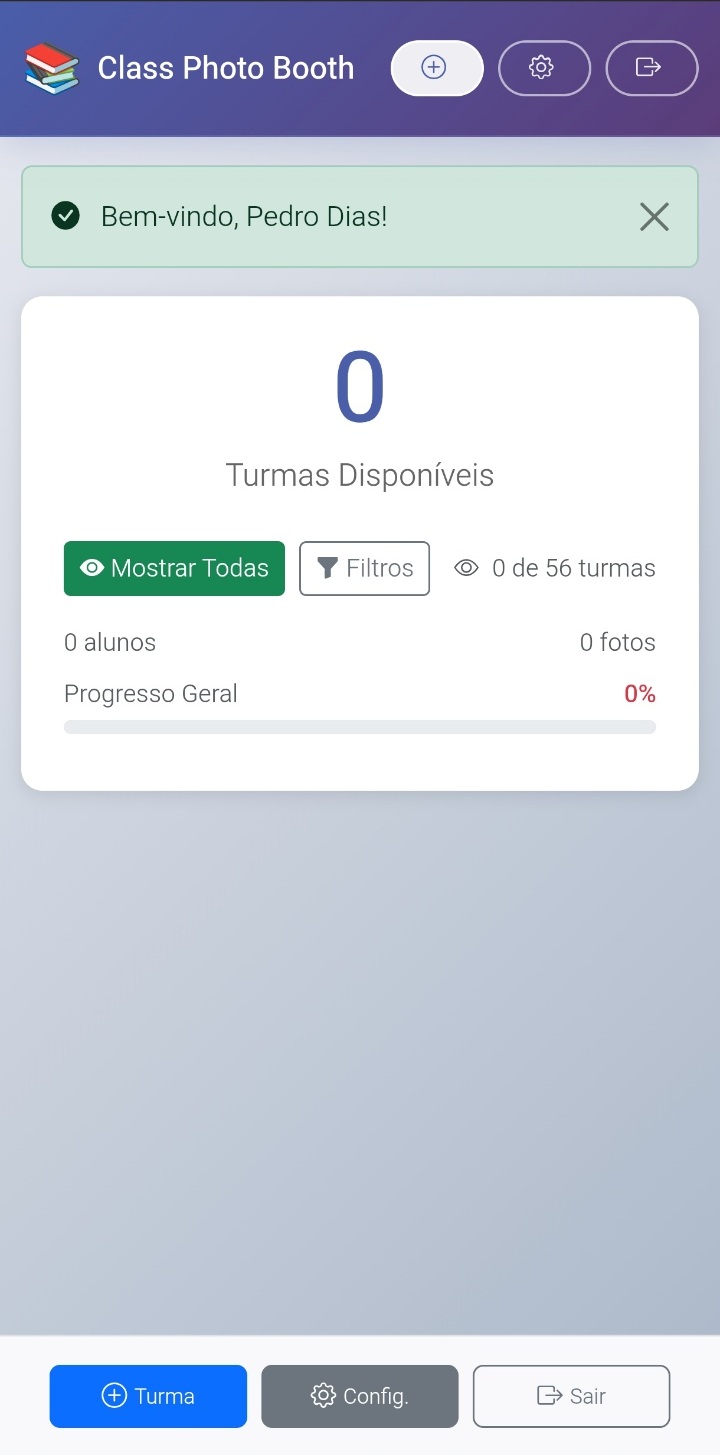 Class Photo Booth
Bem-vindo, Pedro Dias!
0
Turmas Disponíveis
Mostrar Todas Filtros 0 de 56 turmas
0 alunos 0 fotos
Progresso Geral 0%
Turma Config. Sair